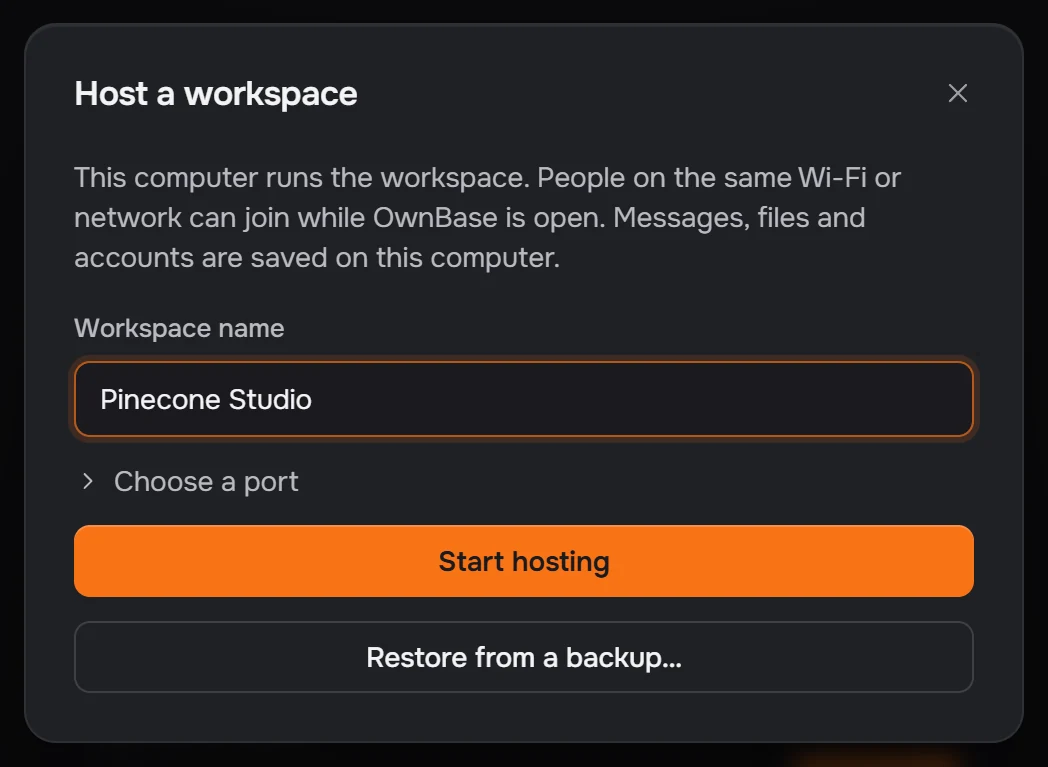 Host a workspace
This computer runs the workspace. People on the same Wi-Fi or
network can join while OwnBase is open. Messages, files and
accounts are saved on this computer.
Workspace name
Pinecone Studio
Choose a port
Start hosting
Restore from a backup...